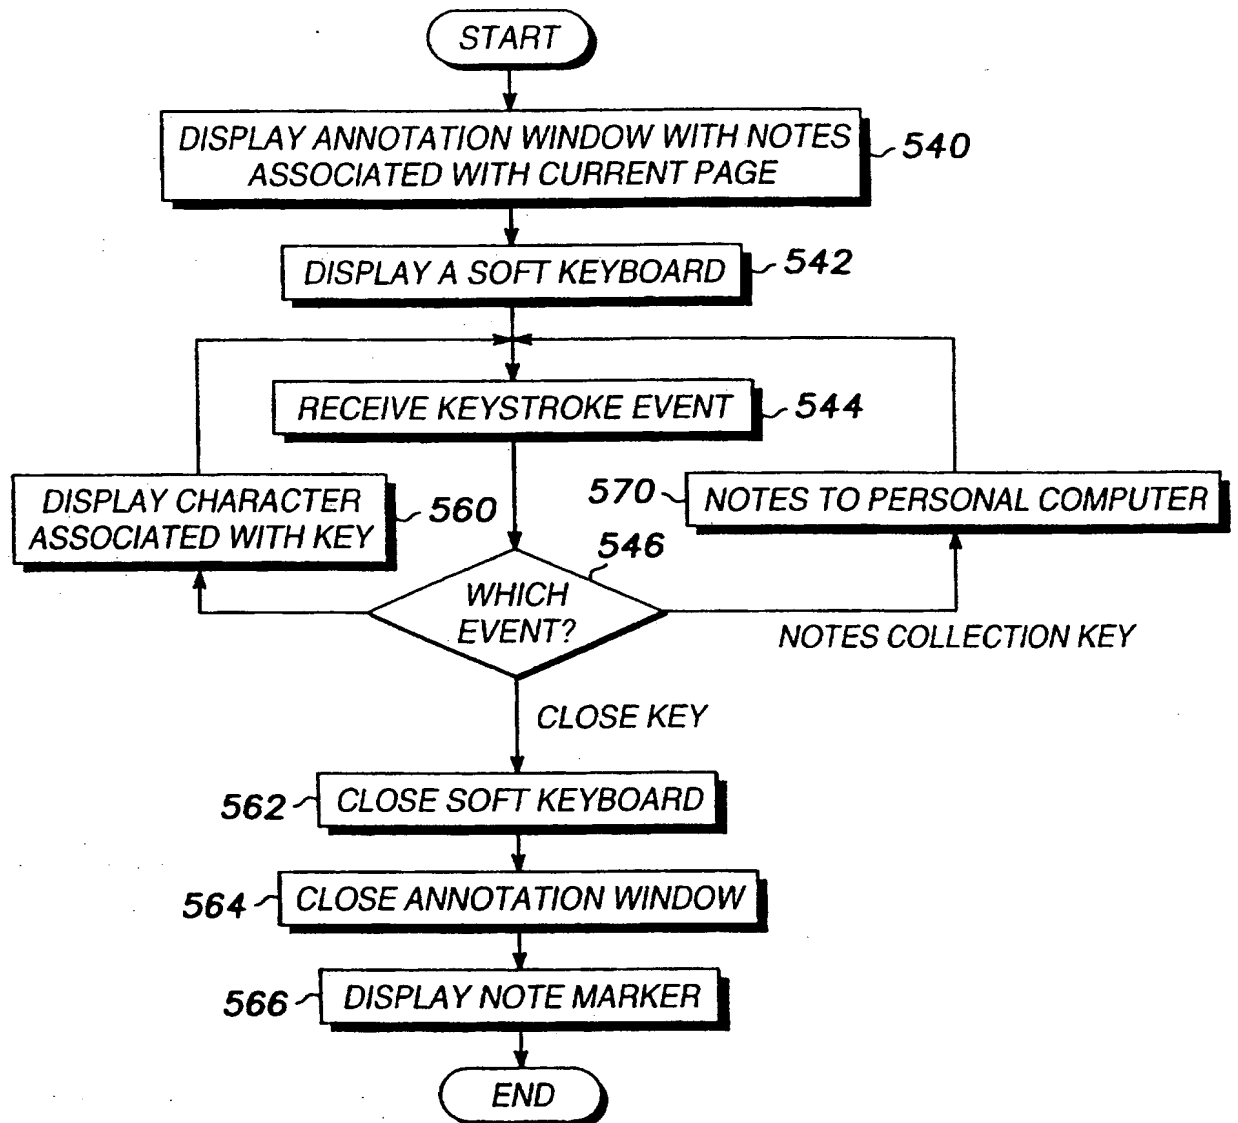 START
DISPLAY ANNOTATION WINDOW WITH NOTES
ASSOCIATED WITH CURRENT PAGE
540
DISPLAY A SOFT KEYBOARD
542
RECEIVE KEYSTROKE EVENT
544
DISPLAY CHARACTER
ASSOCIATED WITH KEY
560
570
NOTES TO PERSONAL COMPUTER
546
WHICH
EVENT?
NOTES COLLECTION KEY
CLOSE KEY
562
CLOSE SOFT KEYBOARD
564
CLOSE ANNOTATION WINDOW
566
DISPLAY NOTE MARKER
END